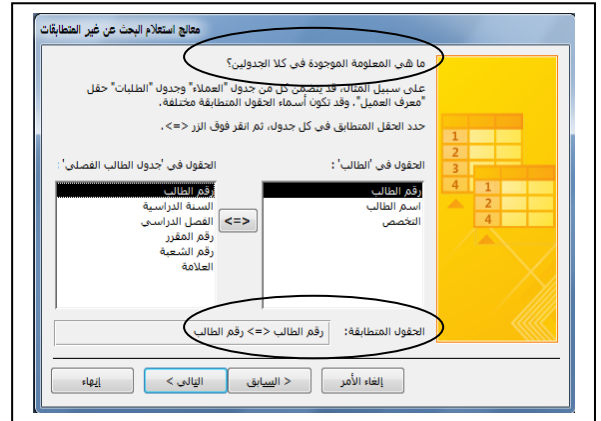 معالج استعلام البحث عن غير المتطابقات
ما هي المعلومة الموجودة في كلا الجدولين؟
على سبيل المثال، قد يتضمن كل من جدول "العملاء" وجدول "الطلبات" حقل
"معرف العميل". وقد تكون أسماء الحقول المتطابقة مختلفة.
حدد الحقل المتطابق في كل جدول، ثم انقر فوق الزر <=>.
الحقول في 'الطالب' :
رقم الطالب
اسم الطالب
التخصص
<=>
الحقول في 'جدول الطالب الفصلي' :
رقم الطالب
السنة الدراسية
الفصل الدراسي
رقم المقرر
رقم الشعبة
العلامة
1
2
3
4
1
2
4
الحقول المتطابقة: رقم الطالب <=> رقم الطالب
إلغاء الأمر
< السابق
التالي >
إنهاء